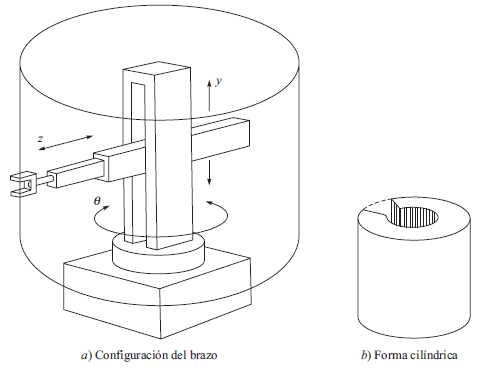 y
z
θ
a) Configuración del brazo
b) Forma cilíndrica